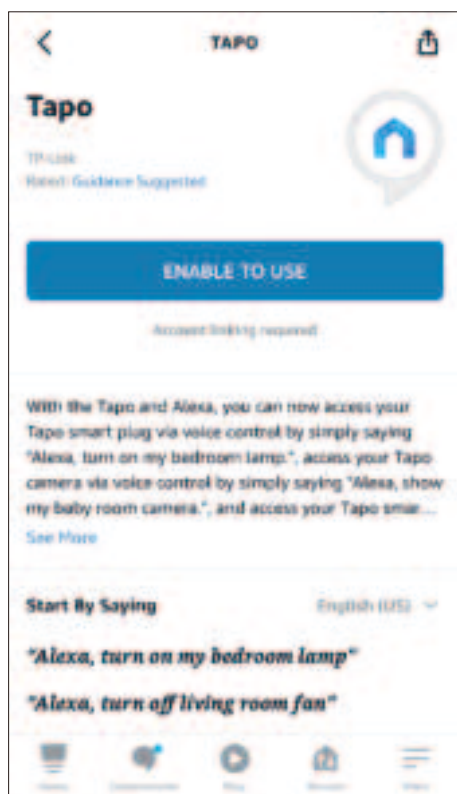 TAPO
Tapo
TP-Link
Rated: Guidance Suggested
ENABLE TO USE
Account linking required
With the Tapo and Alexa, you can now access your
Tapo smart plug via voice control by simply saying
"Alexa, turn on my bedroom lamp.", access your Tapo
camera via voice control by simply saying "Alexa, show
my baby room camera.", and access your Tapo smar...
See More
Start By Saying
English (US)
"Alexa, turn on my bedroom lamp"
"Alexa, turn off living room fan"